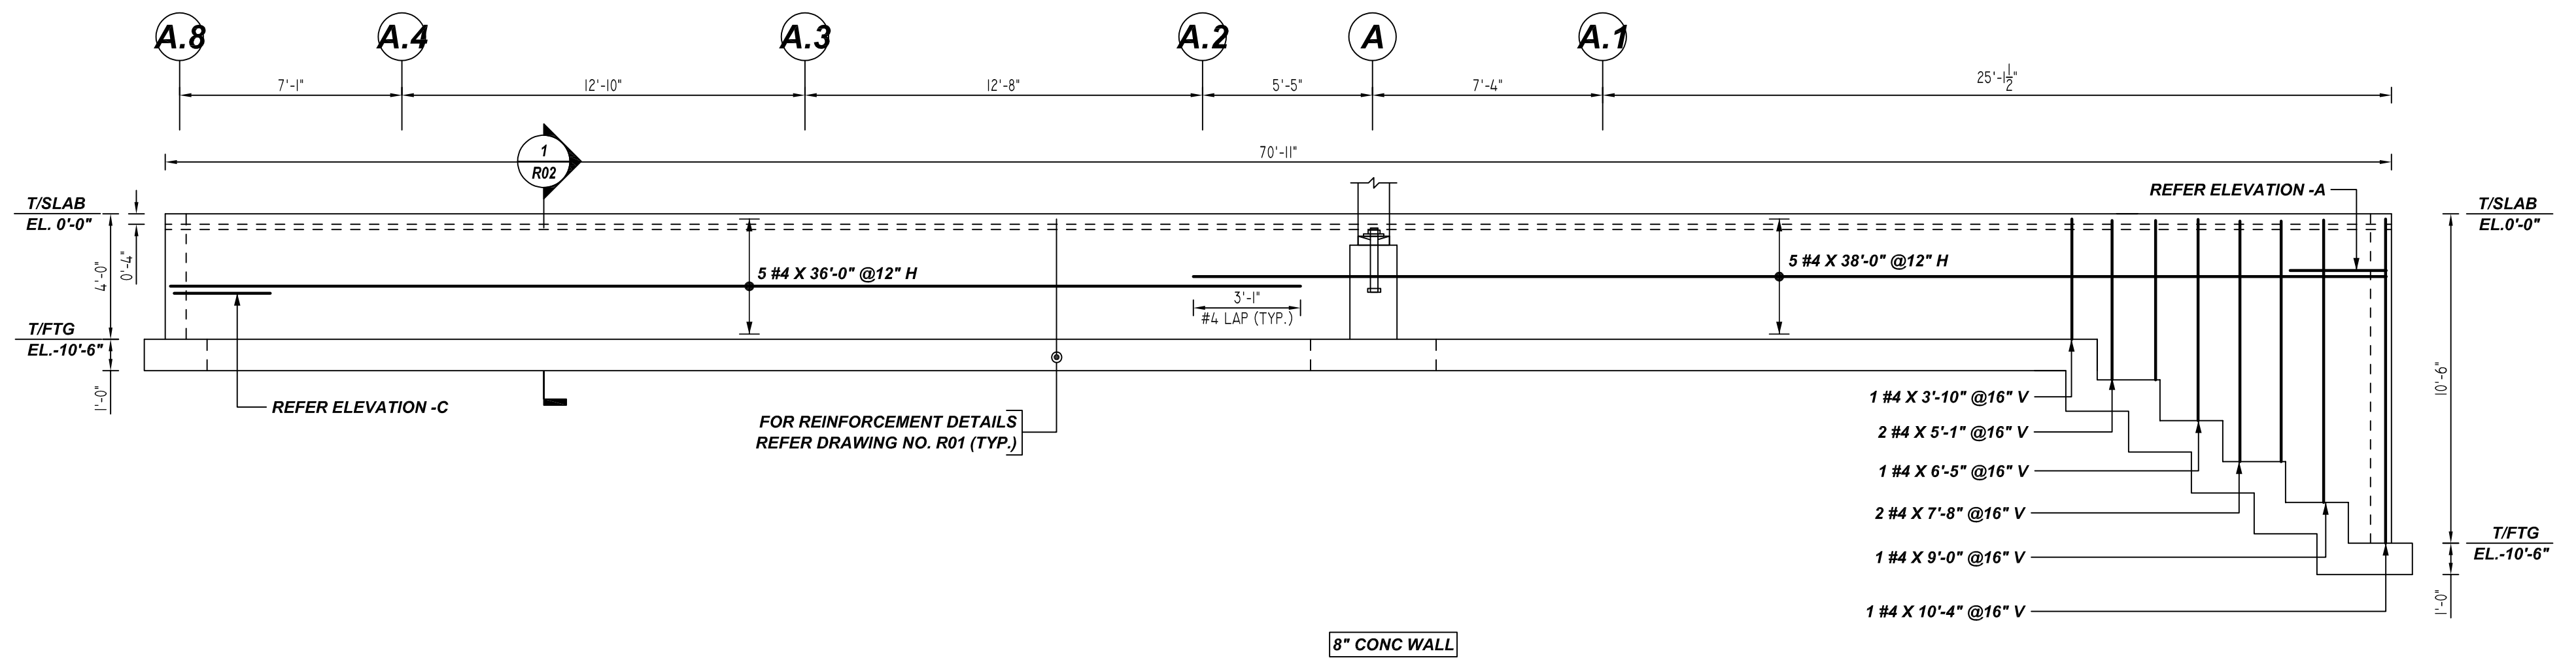 A.8 A.4 A.3 A.2 A A.1
7'-1" 12'-10" 12'-8" 5'-5" 7'-4" 25'-1 1/2"
1
R02
70'-11"
T/SLAB
EL. 0'-0"
4'-0"
0'-4"
T/FTG
EL.-10'-6"
1'-0"
REFER ELEVATION -C
5 #4 X 36'-0" @12" H
3'-1"
#4 LAP (TYP.)
FOR REINFORCEMENT DETAILS
REFER DRAWING NO. R01 (TYP.)
5 #4 X 38'-0" @12" H
REFER ELEVATION -A
1 #4 X 3'-10" @16" V
2 #4 X 5'-1" @16" V
1 #4 X 6'-5" @16" V
2 #4 X 7'-8" @16" V
1 #4 X 9'-0" @16" V
1 #4 X 10'-4" @16" V
T/SLAB
EL.0'-0"
10'-6"
T/FTG
EL.-10'-6"
1'-0"
8" CONC WALL